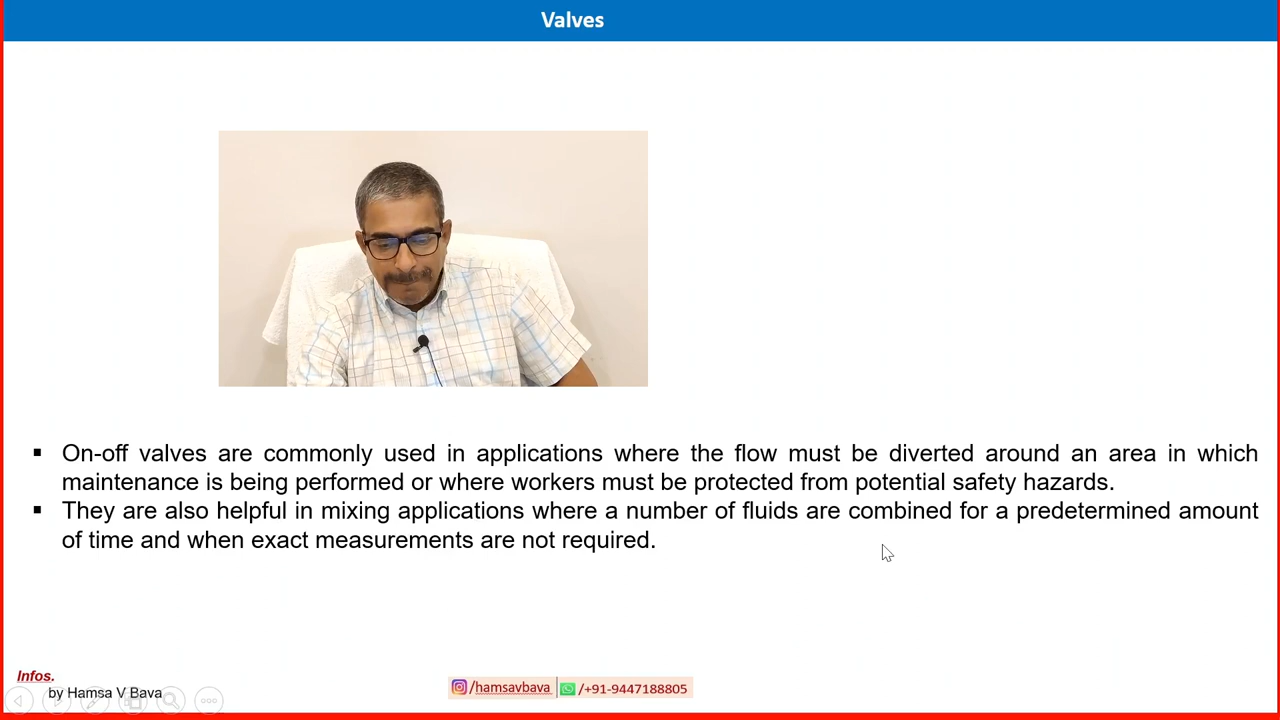 Valves
▪ On-off valves are commonly used in applications where the flow must be diverted around an area in which
maintenance is being performed or where workers must be protected from potential safety hazards.
▪ They are also helpful in mixing applications where a number of fluids are combined for a predetermined amount
of time and when exact measurements are not required.
Infos.
by Hamsa V Bava
/hamsavbava
/+91-9447188805